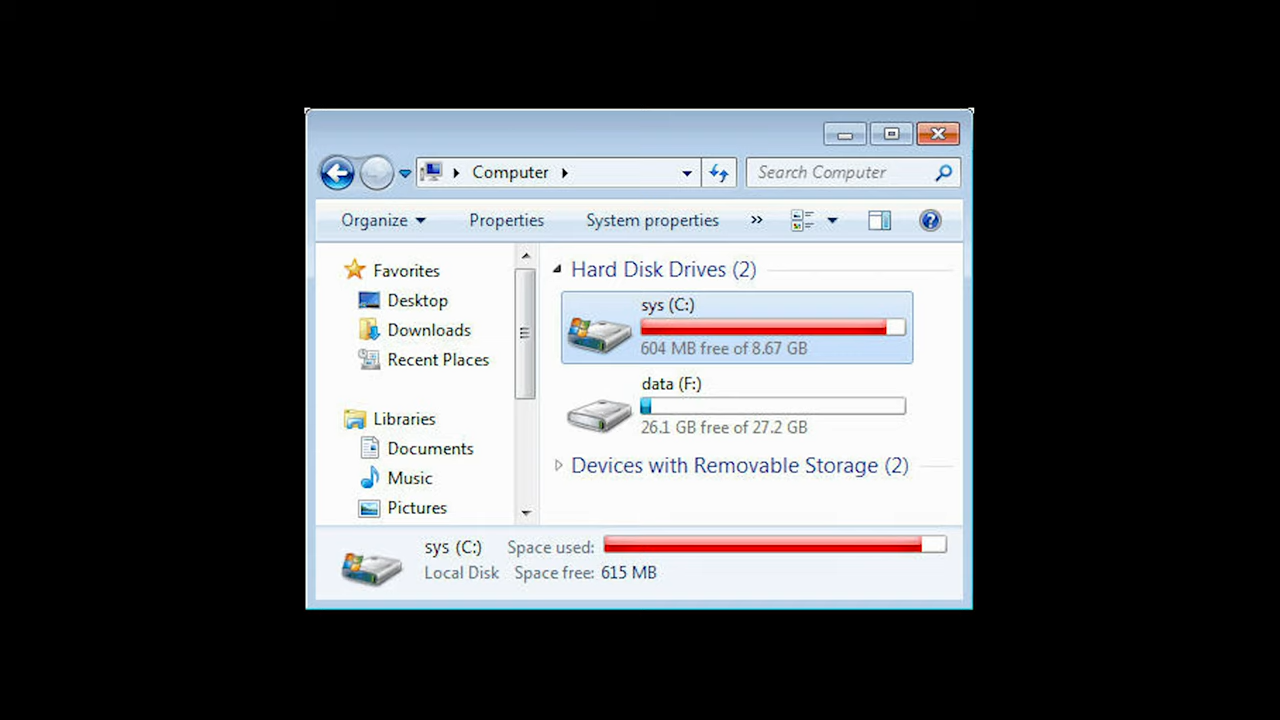 Computer
Search Computer
Organize Properties System properties »
Favorites
Desktop
Downloads
Recent Places
Libraries
Documents
Music
Pictures
Hard Disk Drives (2)
sys (C:)
604 MB free of 8.67 GB
data (F:)
26.1 GB free of 27.2 GB
Devices with Removable Storage (2)
sys (C:) Space used:
Local Disk Space free: 615 MB